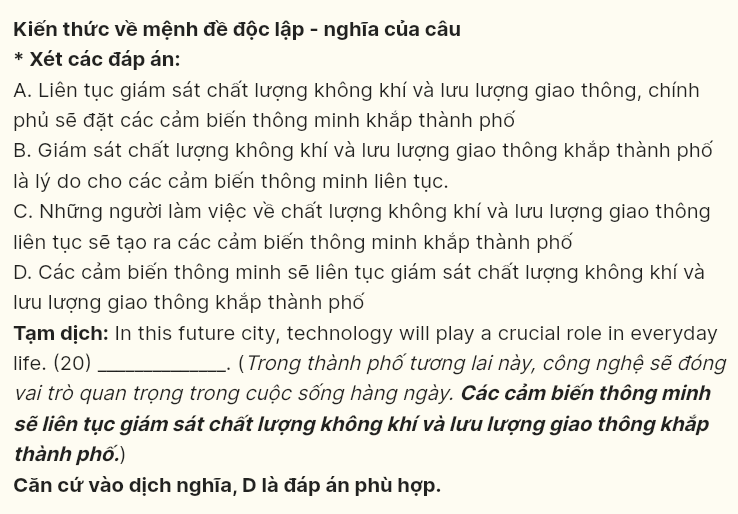 Kiến thức về mệnh đề độc lập - nghĩa của câu
* Xét các đáp án:
A. Liên tục giám sát chất lượng không khí và lưu lượng giao thông, chính
phủ sẽ đặt các cảm biến thông minh khắp thành phố
B. Giám sát chất lượng không khí và lưu lượng giao thông khắp thành phố
là lý do cho các cảm biến thông minh liên tục.
C. Những người làm việc về chất lượng không khí và lưu lượng giao thông
liên tục sẽ tạo ra các cảm biến thông minh khắp thành phố
D. Các cảm biến thông minh sẽ liên tục giám sát chất lượng không khí và
lưu lượng giao thông khắp thành phố
Tạm dịch: In this future city, technology will play a crucial role in everyday
life. (20) ______________. (Trong thành phố tương lai này, công nghệ sẽ đóng
vai trò quan trọng trong cuộc sống hàng ngày. Các cảm biến thông minh
sẽ liên tục giám sát chất lượng không khí và lưu lượng giao thông khắp
thành phố.)
Căn cứ vào dịch nghĩa, D là đáp án phù hợp.